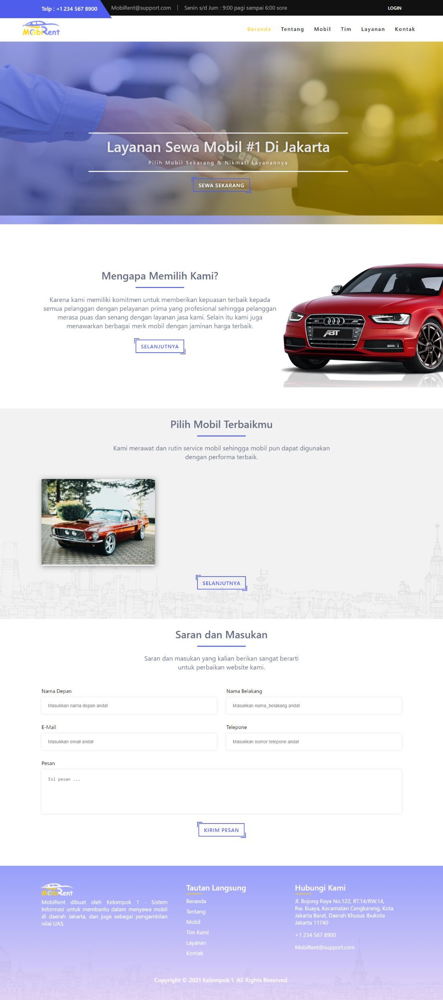 Telp : +1 234 567 8900
MobiRent@support.com
Senin s/d Jum : 9:00 pagi sampai 6:00 sore
LOGIN
MobiRent
Beranda
Tentang
Mobil
Tim
Layanan
Kontak
Layanan Sewa Mobil #1 Di Jakarta
Pilih Mobil Sekarang & Nikmati Layanannya
SEWA SEKARANG
Mengapa Memilih Kami?
Karena kami memiliki komitmen untuk memberikan kepuasan terbaik kepada
semua pelanggan dengan pelayanan prima yang profesional sehingga pelanggan
merasa puas dan senang dengan layanan jasa kami. Selain itu kami juga
menawarkan berbagai merk mobil dengan jaminan harga terbaik.
SELANJUTNYA
ABT
Pilih Mobil Terbaikmu
Kami merawat dan rutin service mobil sehingga mobil pun dapat digunakan
dengan performa terbaik.
SELANJUTNYA
Saran dan Masukan
Saran dan masukan yang kalian berikan sangat berarti
untuk perbaikan website kami.
Nama Depan
Masukkan nama depan anda!
Nama Belakang
Masukkan nama_belakang anda!
E-Mail
Masukkan email anda!
Telepone
Masukkan nomor telepone anda!
Pesan
Isi pesan ...
KIRIM PESAN
MobiRent
MobiRent dibuat oleh Kelompok 1 - Sistem
Informasi untuk membantu dalam menyewa mobil
di daerah Jakarta, dan juga sebagai pengambilan
nilai UAS.
Tautan Langsung
Beranda
Tentang
Mobil
Tim Kami
Layanan
Kontak
Hubungi Kami
Jl. Bojong Raya No.122, RT.14/RW.14,
Rw. Buaya, Kecamatan Cengkareng, Kota
Jakarta Barat, Daerah Khusus Ibukota
Jakarta 11740
+1 234 567 8900
MobiRent@support.com
Copyright © 2021 Kelompok 1. All Rights Reserved.